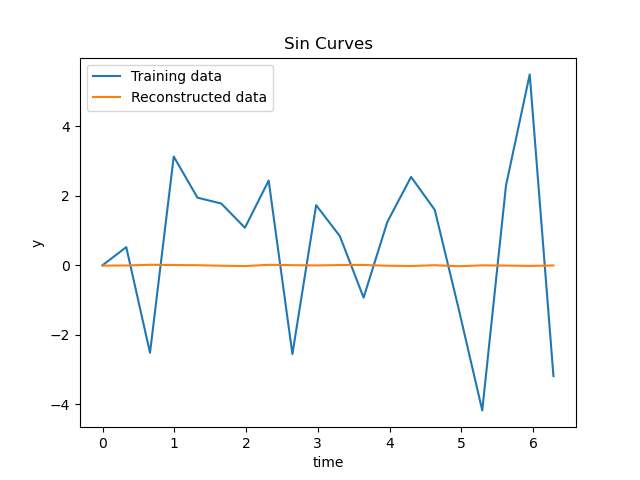 Sin Curves
Training data
Reconstructed data
y
4
2
0
−2
−4
0 1 2 3 4 5 6
time